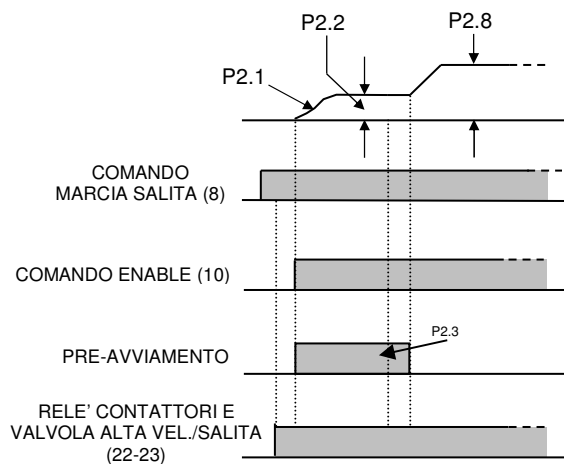 P2.8
P2.2
P2.1
COMANDO
MARCIA SALITA (8)
COMANDO ENABLE (10)
P2.3
PRE-AVVIAMENTO
RELE' CONTATTORI E
VALVOLA ALTA VEL./SALITA
(22-23)